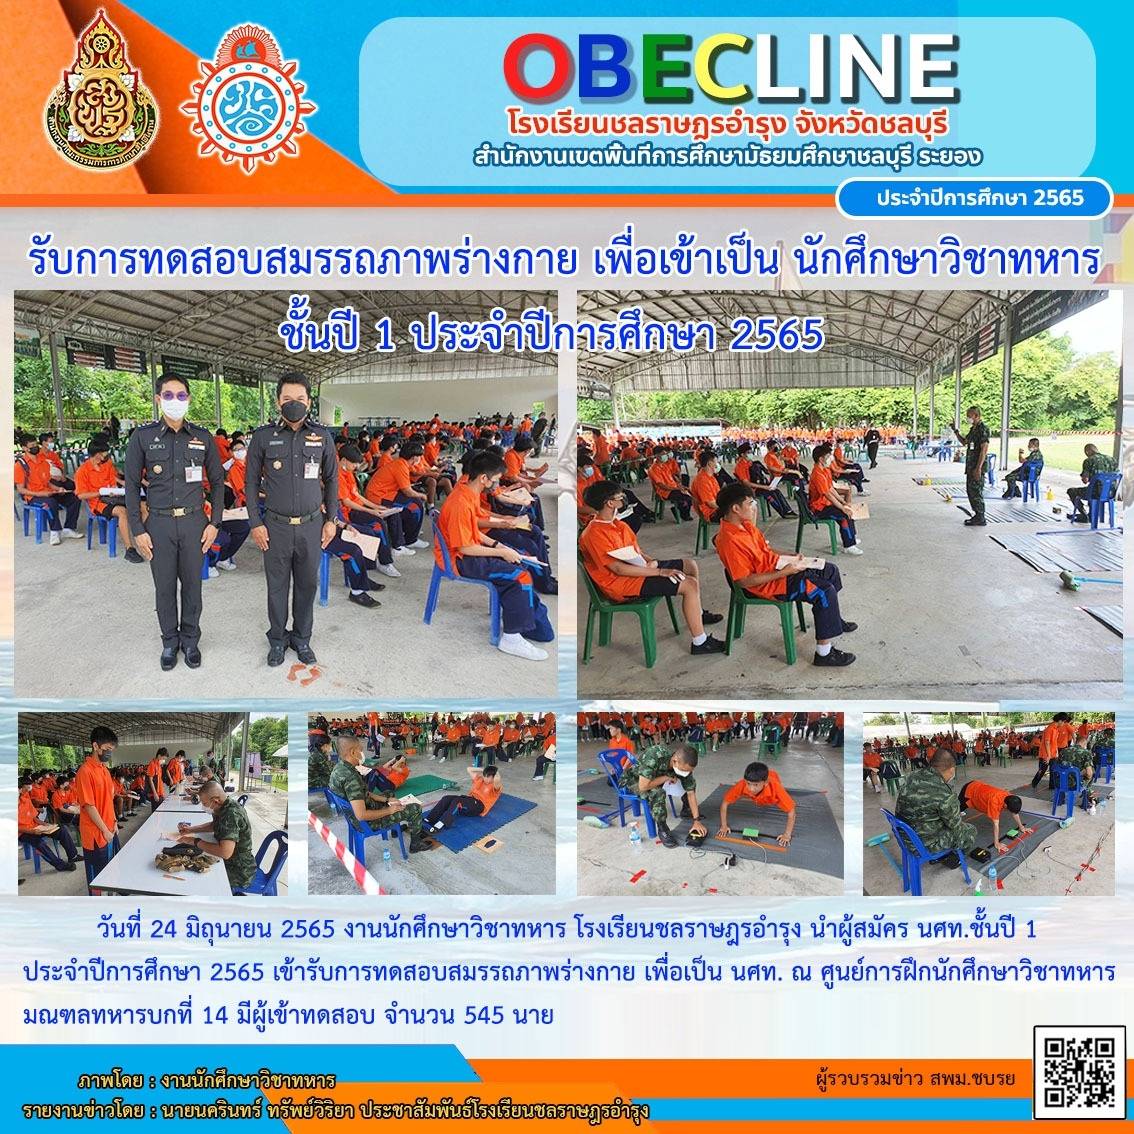 OBECLINE
โรงเรียนชลราษฎรอำรุง จังหวัดชลบุรี
สำนักงานเขตพื้นที่การศึกษามัธยมศึกษาชลบุรี ระยอง
ประจำปีการศึกษา 2565
รับการทดสอบสมรรถภาพร่างกาย เพื่อเข้าเป็น นักศึกษาวิชาทหาร
ชั้นปี 1 ประจำปีการศึกษา 2565
วันที่ 24 มิถุนายน 2565 งานนักศึกษาวิชาทหาร โรงเรียนชลราษฎรอำรุง นำผู้สมัคร นศท.ชั้นปี 1
ประจำปีการศึกษา 2565 เข้ารับการทดสอบสมรรถภาพร่างกาย เพื่อเป็น นศท. ณ ศูนย์การฝึกนักศึกษาวิชาทหาร
มณฑลทหารบกที่ 14 มีผู้เข้าทดสอบ จำนวน 545 นาย
ภาพโดย : งานนักศึกษาวิชาทหาร
รายงานข่าวโดย : นายนครินทร์ ทรัพย์วิริยา ประชาสัมพันธ์โรงเรียนชลราษฎรอำรุง
ผู้รวบรวมข่าว สพม.ชบรย